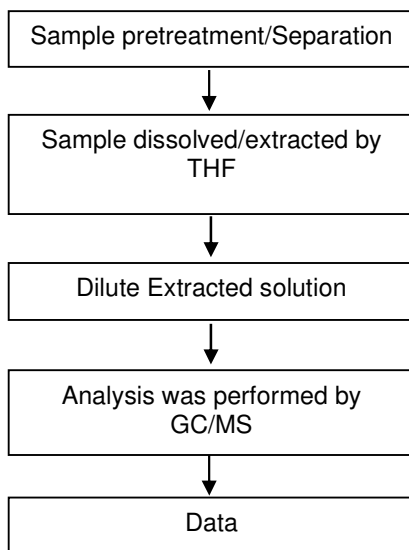 Sample pretreatment/Separation
Sample dissolved/extracted by
THF
Dilute Extracted solution
Analysis was performed by
GC/MS
Data